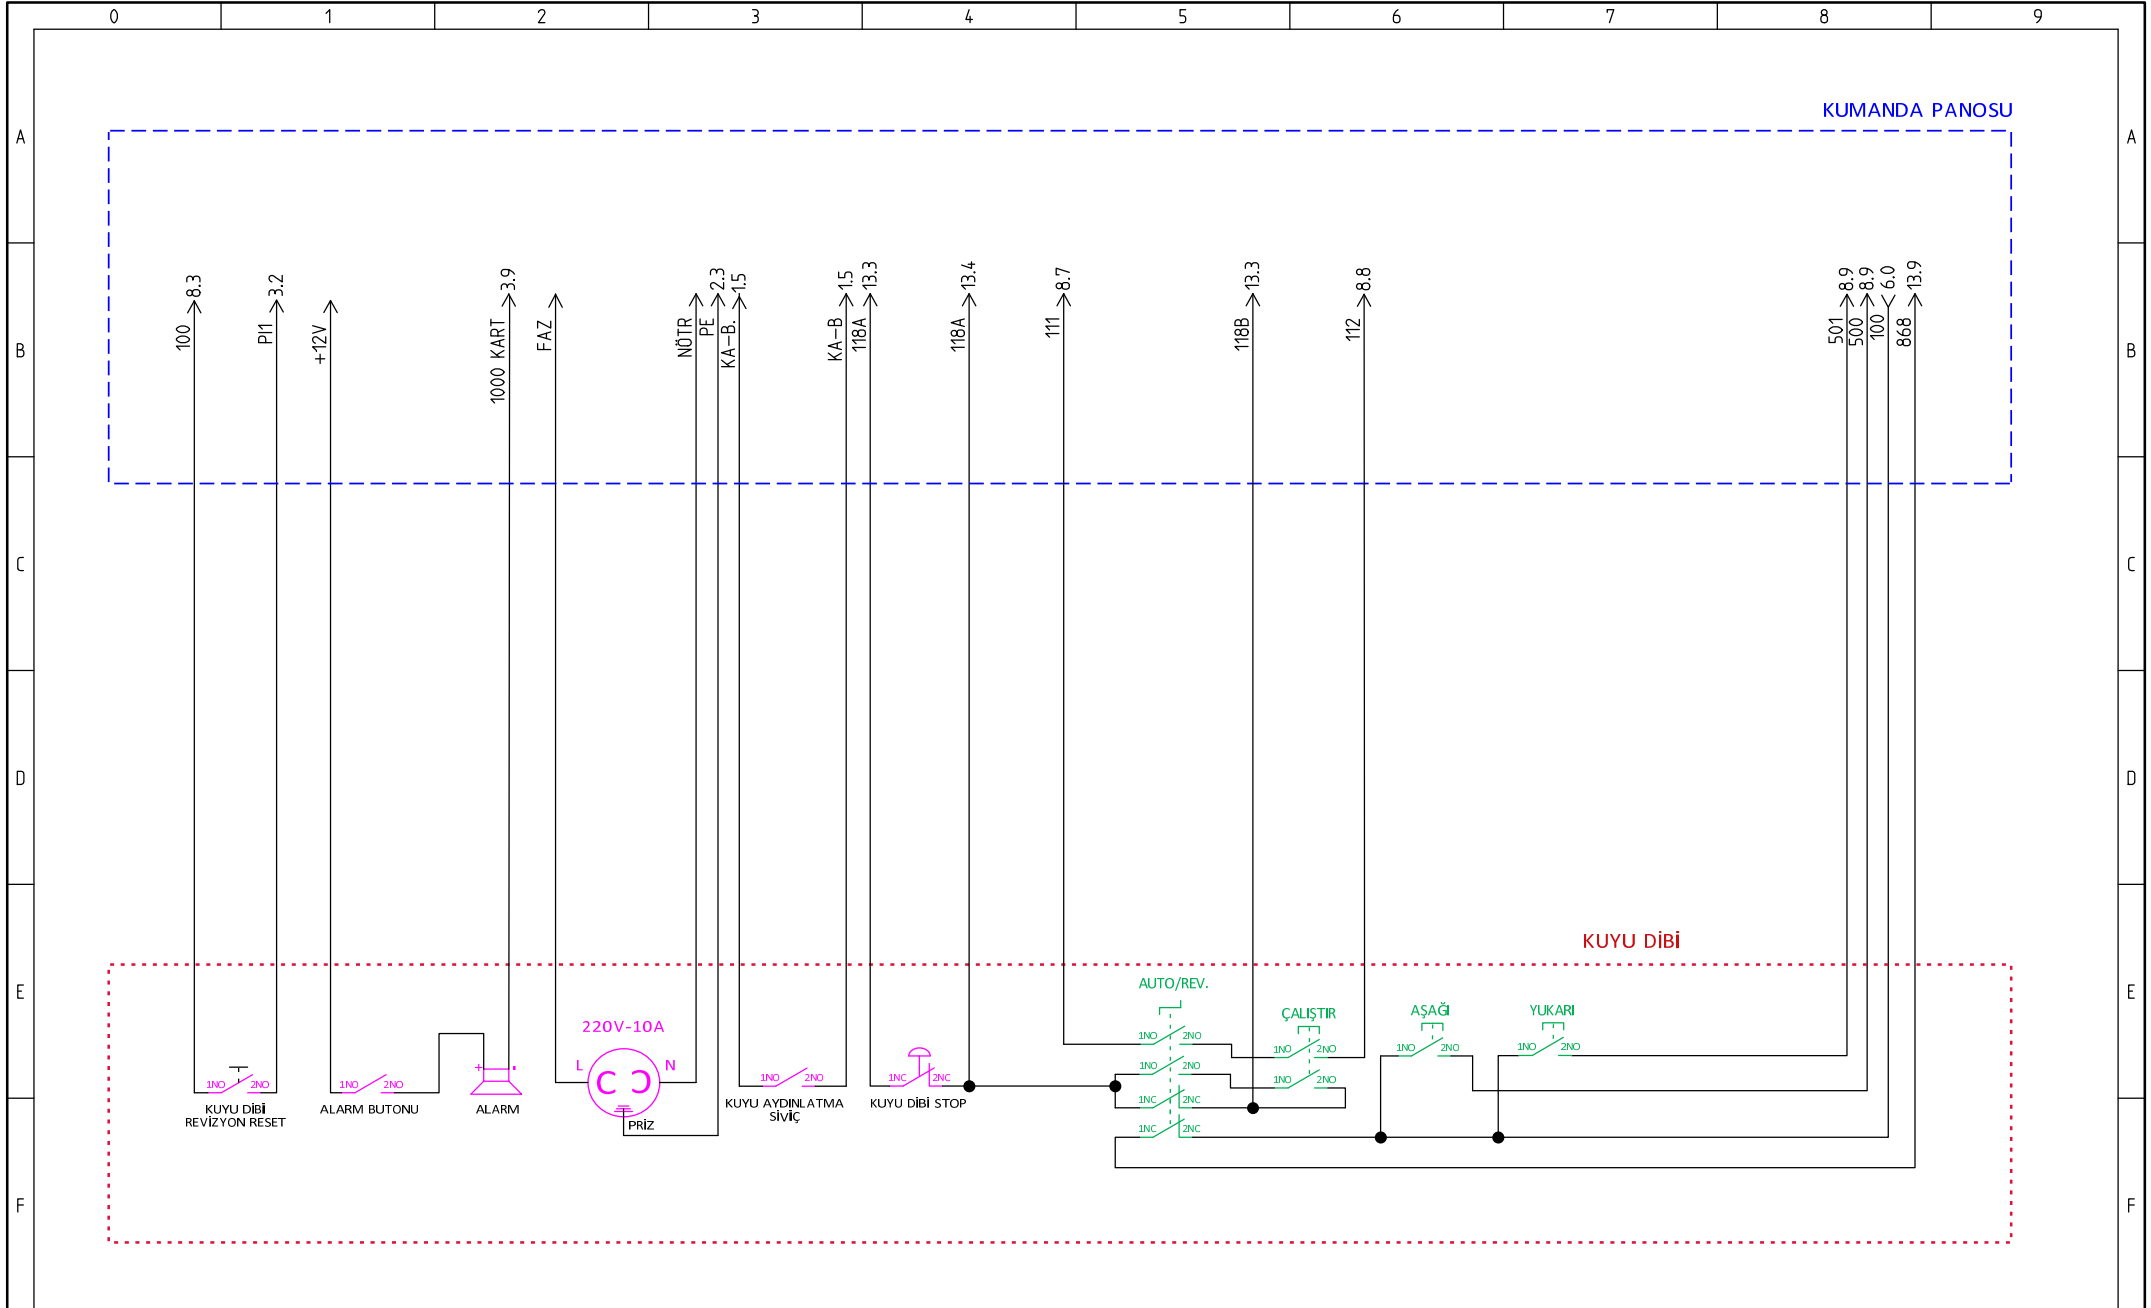 0 1 2 3 4 5 6 7 8 9
KUMANDA PANOSU
A A
8.3 3.2 3.9 2.3 1.5 1.5 13.3 13.4 8.7 13.3 8.8 8.9 8.9 6.0 13.9
100 PI1 +12V 1000 KART FAZ NÖTR PE KA-B. KA-B 118A 118A 111 118B 112 501 500 100 868
B B
C C
D D
KUYU DİBİ
E E
AUTO/REV.
ÇALIŞTIR AŞAĞI YUKARI
220V-10A
1NO 2NO 1NO 2NO 1NO 2NO 1NO 2NO
L N + -
1NO 2NO 1NO 2NO
1NO 2NO 1NO 2NO 1NO 2NO 1NC 2NC
1NC 2NC
KUYU DİBİ
REVİZYON RESET
ALARM BUTONU
ALARM
PRİZ
KUYU AYDINLATMA
SİVİÇ
KUYU DİBİ STOP
1NC 2NC
F F